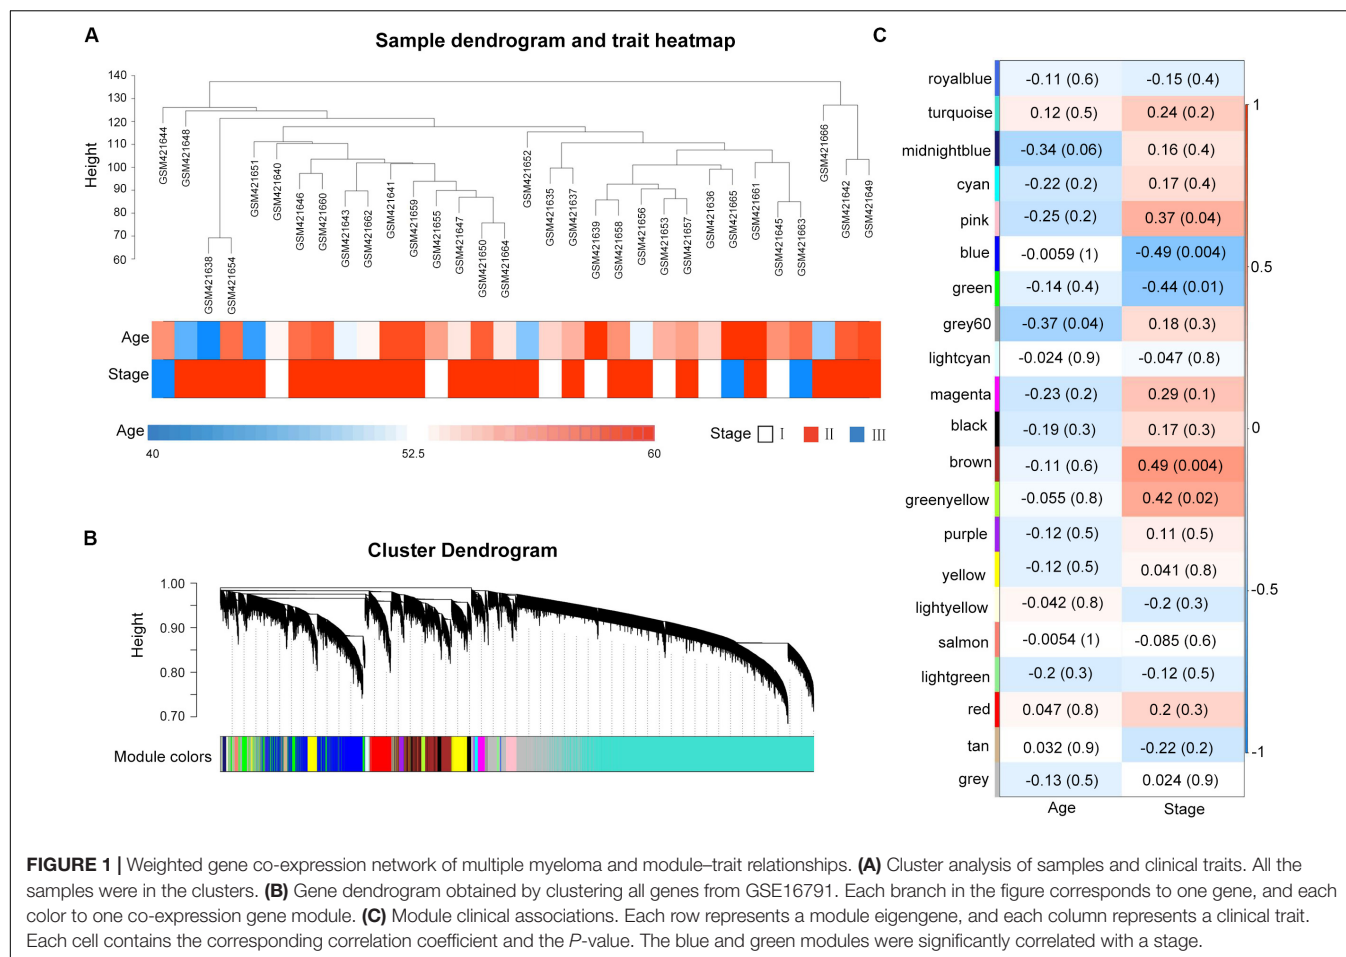 A
Sample dendrogram and trait heatmap
Height
140
130
120
110
100
90
80
70
60
GSM421644
GSM421648
GSM421638
GSM421654
GSM421651
GSM421640
GSM421646
GSM421660
GSM421643
GSM421662
GSM421641
GSM421659
GSM421655
GSM421647
GSM421650
GSM421664
GSM421652
GSM421635
GSM421637
GSM421639
GSM421658
GSM421656
GSM421653
GSM421657
GSM421636
GSM421665
GSM421661
GSM421645
GSM421663
GSM421666
GSM421642
GSM421649
Age
Stage
Age
40
52.5
60
Stage I II III
B
Cluster Dendrogram
Height
1.00
0.90
0.80
0.70
Module colors
C
royalblue -0.11 (0.6) -0.15 (0.4)
turquoise 0.12 (0.5) 0.24 (0.2)
midnightblue -0.34 (0.06) 0.16 (0.4)
cyan -0.22 (0.2) 0.17 (0.4)
pink -0.25 (0.2) 0.37 (0.04)
blue -0.0059 (1) -0.49 (0.004)
green -0.14 (0.4) -0.44 (0.01)
grey60 -0.37 (0.04) 0.18 (0.3)
lightcyan -0.024 (0.9) -0.047 (0.8)
magenta -0.23 (0.2) 0.29 (0.1)
black -0.19 (0.3) 0.17 (0.3)
brown -0.11 (0.6) 0.49 (0.004)
greenyellow -0.055 (0.8) 0.42 (0.02)
purple -0.12 (0.5) 0.11 (0.5)
yellow -0.12 (0.5) 0.041 (0.8)
lightyellow -0.042 (0.8) -0.2 (0.3)
salmon -0.0054 (1) -0.085 (0.6)
lightgreen -0.2 (0.3) -0.12 (0.5)
red 0.047 (0.8) 0.2 (0.3)
tan 0.032 (0.9) -0.22 (0.2)
grey -0.13 (0.5) 0.024 (0.9)
Age Stage
1
0.5
0
-0.5
-1
FIGURE 1 | Weighted gene co-expression network of multiple myeloma and module–trait relationships. (A) Cluster analysis of samples and clinical traits. All the
samples were in the clusters. (B) Gene dendrogram obtained by clustering all genes from GSE16791. Each branch in the figure corresponds to one gene, and each
color to one co-expression gene module. (C) Module clinical associations. Each row represents a module eigengene, and each column represents a clinical trait.
Each cell contains the corresponding correlation coefficient and the P-value. The blue and green modules were significantly correlated with a stage.